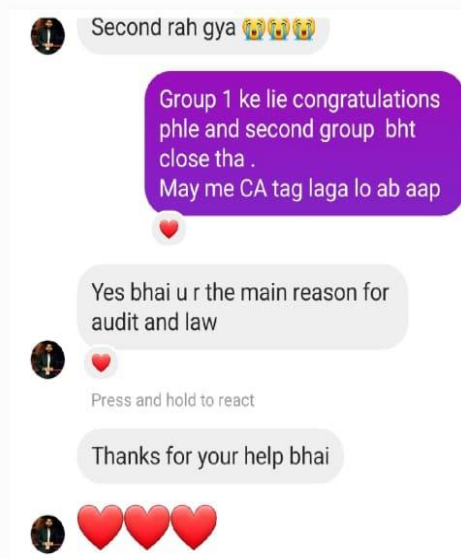 Second rah gya 😭😭😭
Group 1 ke lie congratulations
phle and second group bht
close tha .
May me CA tag laga lo ab aap
Yes bhai u r the main reason for
audit and law
Press and hold to react
Thanks for your help bhai